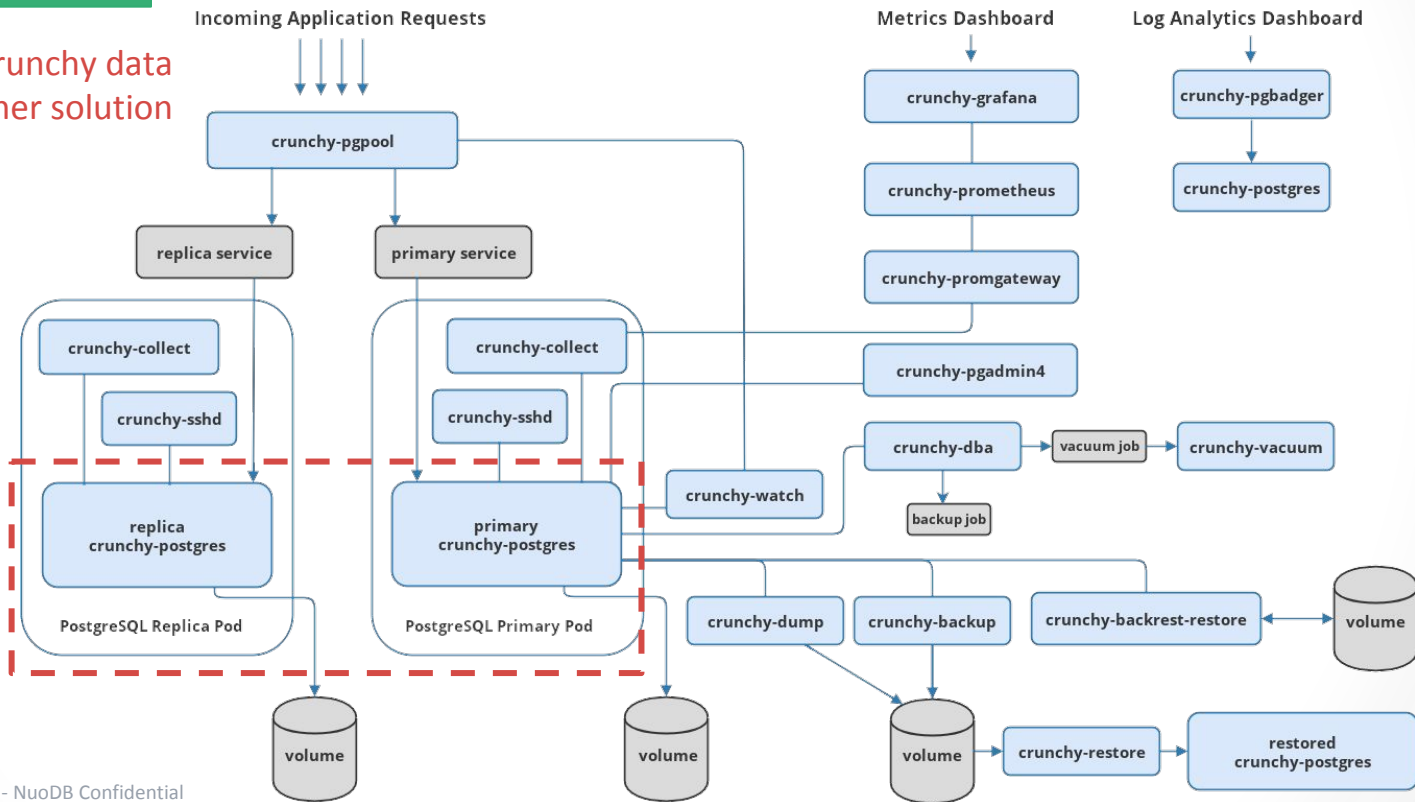 Incoming Application Requests
Metrics Dashboard
Log Analytics Dashboard
runchy data
ner solution
crunchy-pgpool
crunchy-grafana
crunchy-pgbadger
crunchy-prometheus
crunchy-postgres
replica service
primary service
crunchy-promgateway
crunchy-collect
crunchy-collect
crunchy-pgadmin4
crunchy-sshd
crunchy-sshd
crunchy-dba
vacuum job
crunchy-vacuum
crunchy-watch
backup job
replica
crunchy-postgres
primary
crunchy-postgres
PostgreSQL Replica Pod
PostgreSQL Primary Pod
crunchy-dump
crunchy-backup
crunchy-backrest-restore
volume
volume
volume
volume
crunchy-restore
restored
crunchy-postgres
- NuoDB Confidential